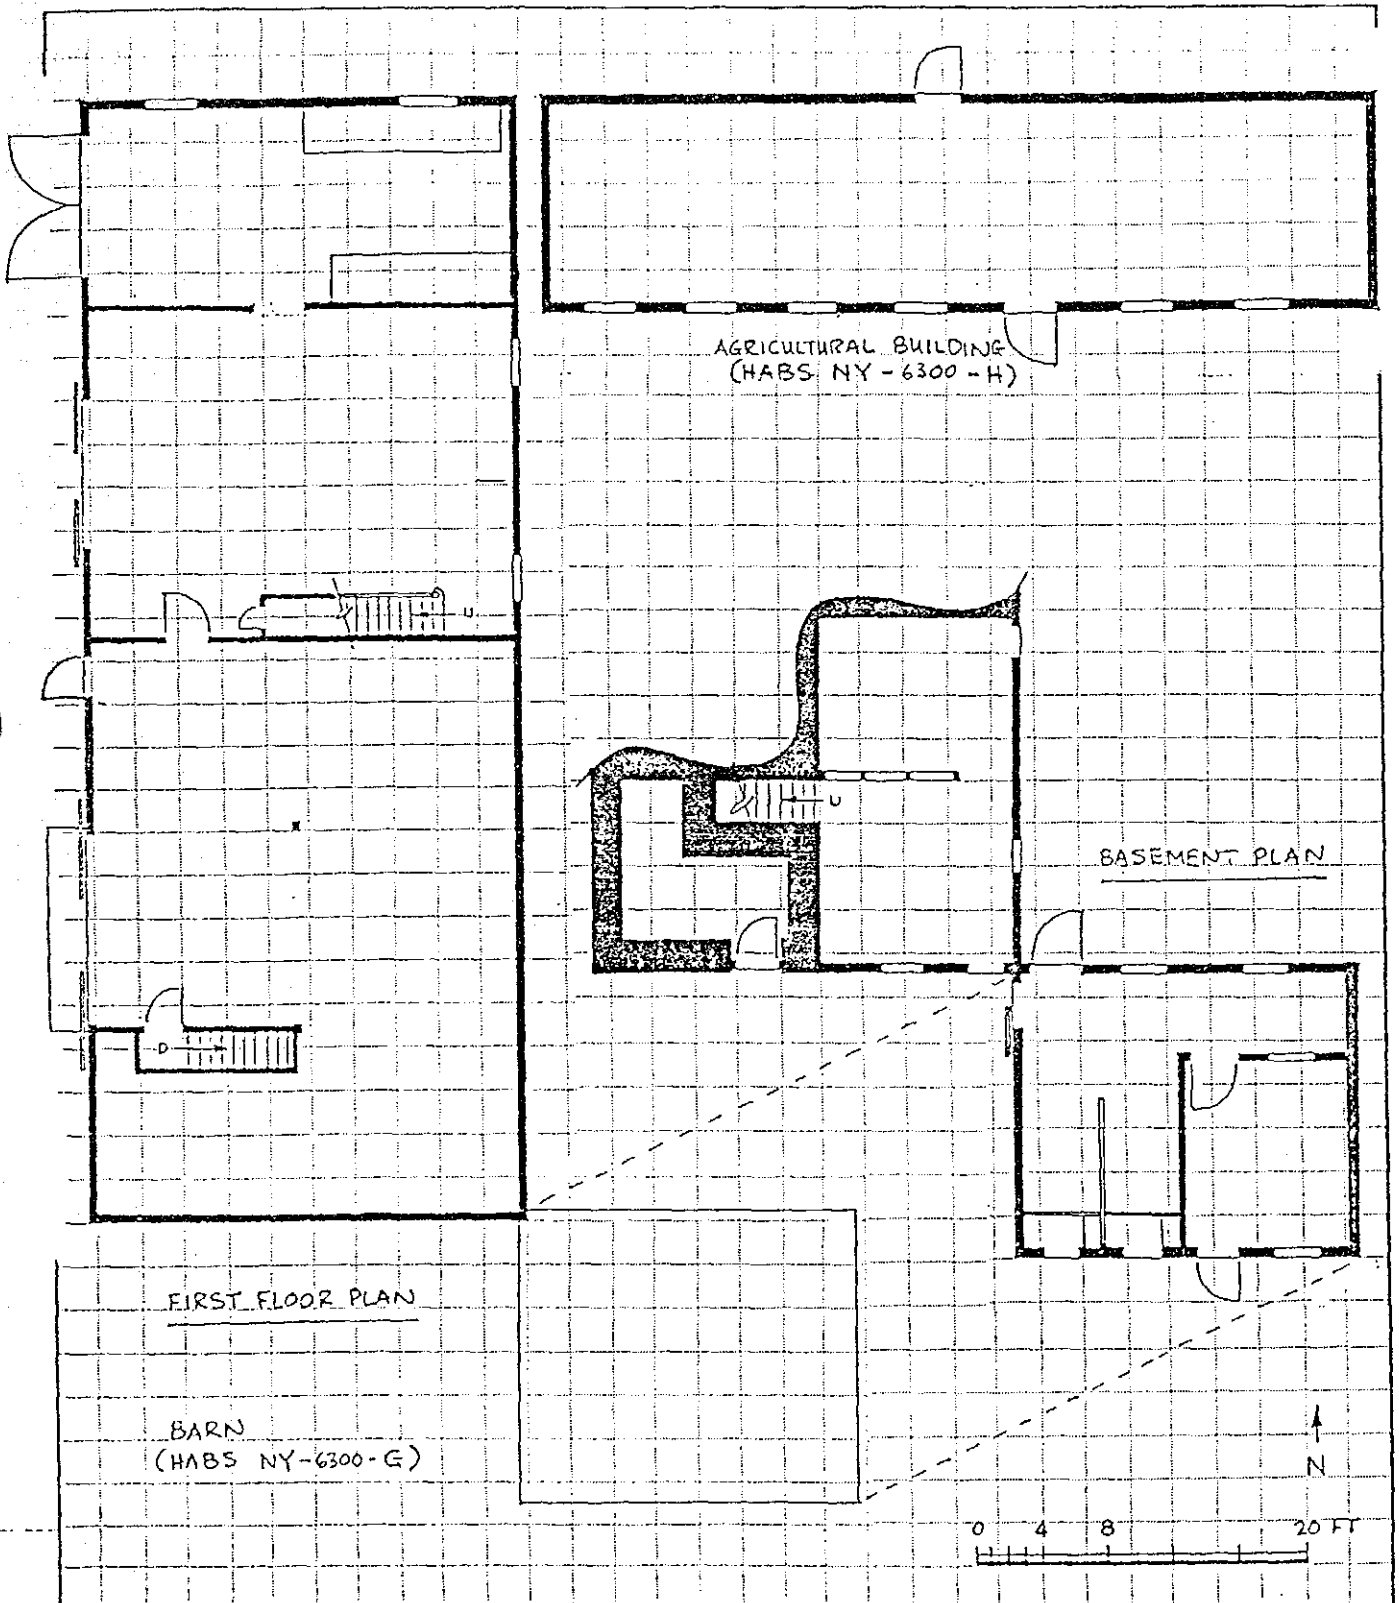 AGRICULTURAL BUILDING
(HABS NY-6300-H)
U
U
BASEMENT PLAN
D
FIRST FLOOR PLAN
BARN
(HABS NY-6300-G)
N
0 4 8 20 FT